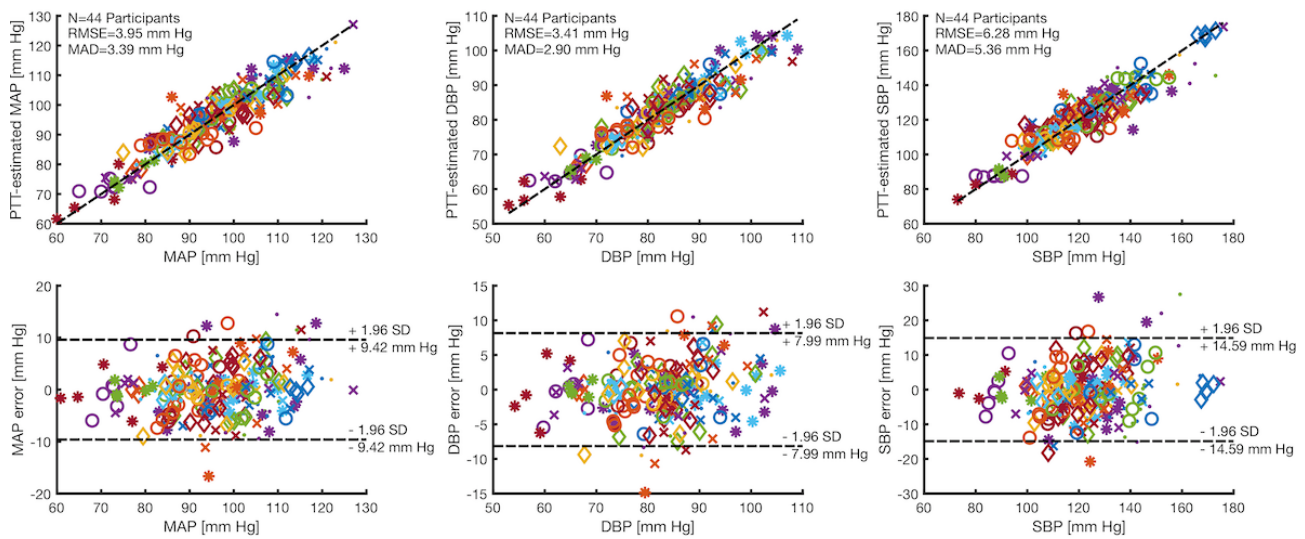 N=44 Participants
RMSE=3.95 mm Hg
MAD=3.39 mm Hg
PTT-estimated MAP [mm Hg]
130
120
110
100
90
80
70
60
60 70 80 90 100 110 120 130
MAP [mm Hg]
N=44 Participants
RMSE=3.41 mm Hg
MAD=2.90 mm Hg
PTT-estimated DBP [mm Hg]
110
100
90
80
70
60
50
50 60 70 80 90 100 110
DBP [mm Hg]
N=44 Participants
RMSE=6.28 mm Hg
MAD=5.36 mm Hg
PTT-estimated SBP [mm Hg]
180
160
140
120
100
80
60
60 80 100 120 140 160 180
SBP [mm Hg]
MAP error [mm Hg]
20
10
0
-10
-20
+ 1.96 SD
+ 9.42 mm Hg
- 1.96 SD
- 9.42 mm Hg
60 70 80 90 100 110 120 130
MAP [mm Hg]
DBP error [mm Hg]
15
10
5
0
-5
-10
-15
+ 1.96 SD
+ 7.99 mm Hg
- 1.96 SD
- 7.99 mm Hg
50 60 70 80 90 100 110
DBP [mm Hg]
SBP error [mm Hg]
30
20
10
0
-10
-20
-30
+ 1.96 SD
+ 14.59 mm Hg
- 1.96 SD
- 14.59 mm Hg
60 80 100 120 140 160 180
SBP [mm Hg]